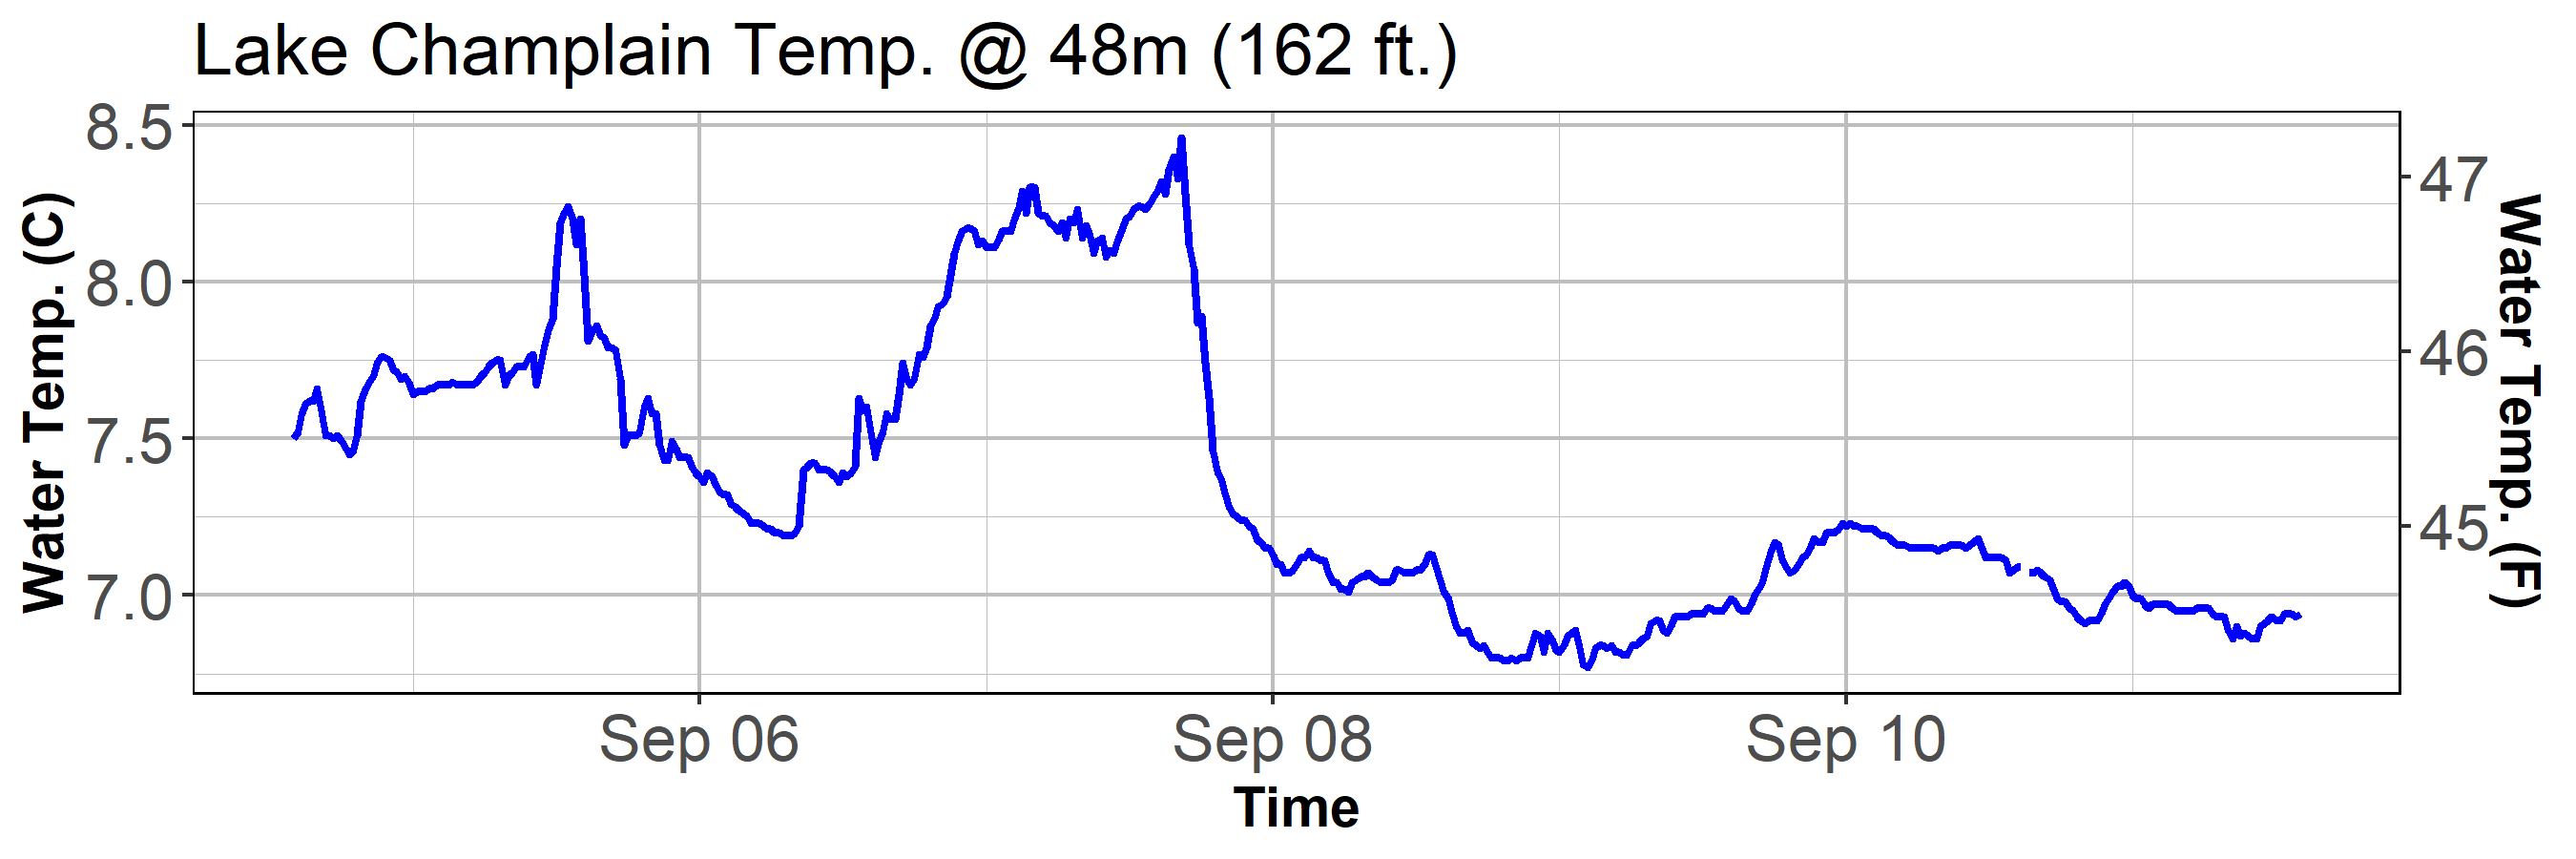 Lake Champlain Temp. @ 48m (162 ft.)
Water Temp. (C)
8.5
8.0
7.5
7.0
47
46
45
Water Temp. (F)
Sep 06 Sep 08 Sep 10
Time